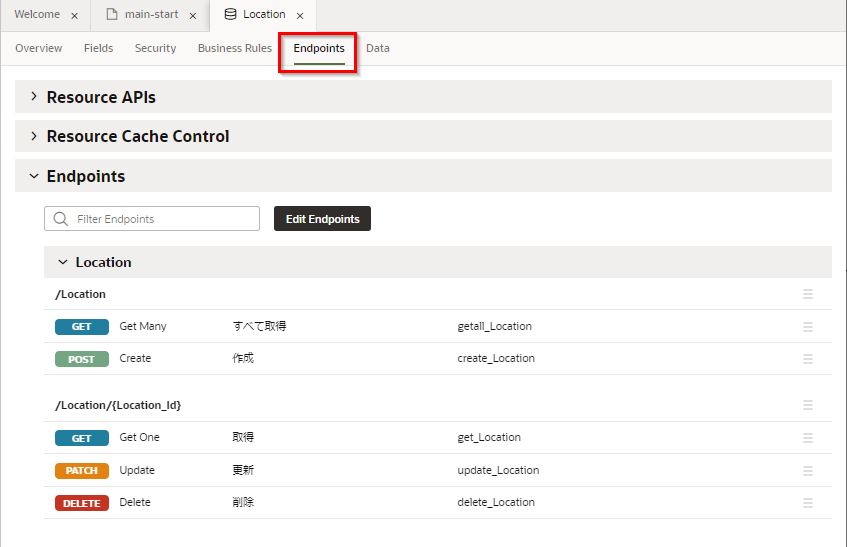 Welcome × main-start × Location ×
Overview Fields Security Business Rules Endpoints Data
Resource APIs
Resource Cache Control
Endpoints
Filter Endpoints Edit Endpoints
Location
/Location
GET Get Many すべて取得 getall_Location
POST Create 作成 create_Location
/Location/{Location_Id}
GET Get One 取得 get_Location
PATCH Update 更新 update_Location
DELETE Delete 削除 delete_Location